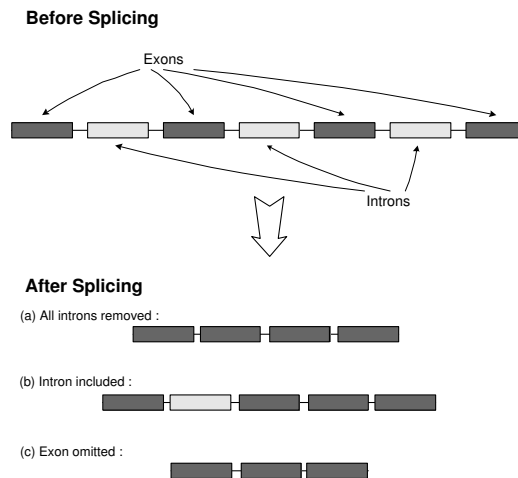 Before Splicing
Exons
Introns
After Splicing
(a) All introns removed :
(b) Intron included :
(c) Exon omitted :